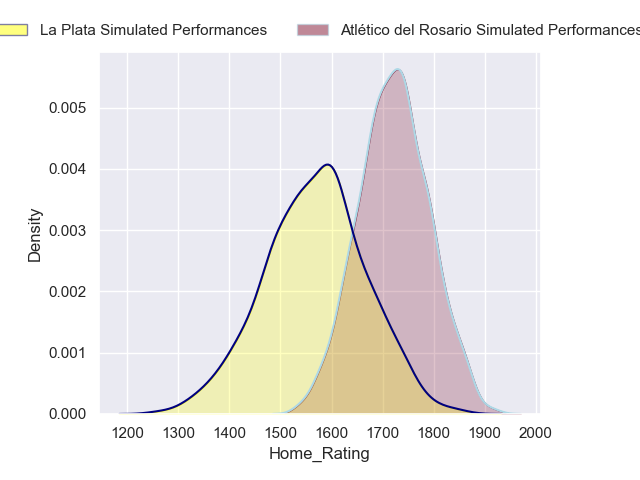 La Plata Simulated Performances Atlético del Rosario Simulated Performances
0.005
0.004
0.003
0.002
0.001
0.000
Density
1200 1300 1400 1500 1600 1700 1800 1900 2000
Home_Rating